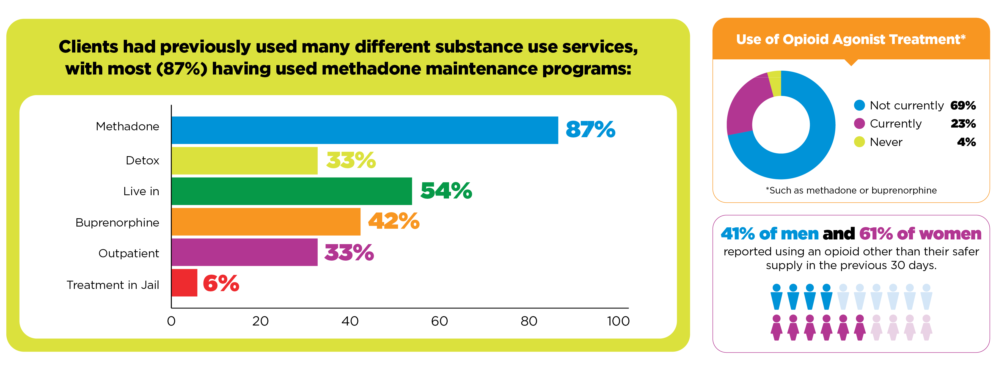 Clients had previously used many different substance use services,
with most (87%) having used methadone maintenance programs:
Methadone 87%
Detox 33%
Live in 54%
Buprenorphine 42%
Outpatient 33%
Treatment in Jail 6%
0 20 40 60 80 100
Use of Opioid Agonist Treatment*
Not currently 69%
Currently 23%
Never 4%
*Such as methadone or buprenorphine
41% of men and 61% of women
reported using an opioid other than their safer
supply in the previous 30 days.